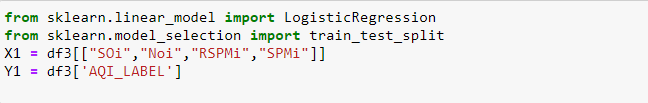 from sklearn.linear_model import LogisticRegression
from sklearn.model_selection import train_test_split
X1 = df3[["SOi","Noi","RSPMi","SPMi"]]
Y1 = df3['AQI_LABEL']